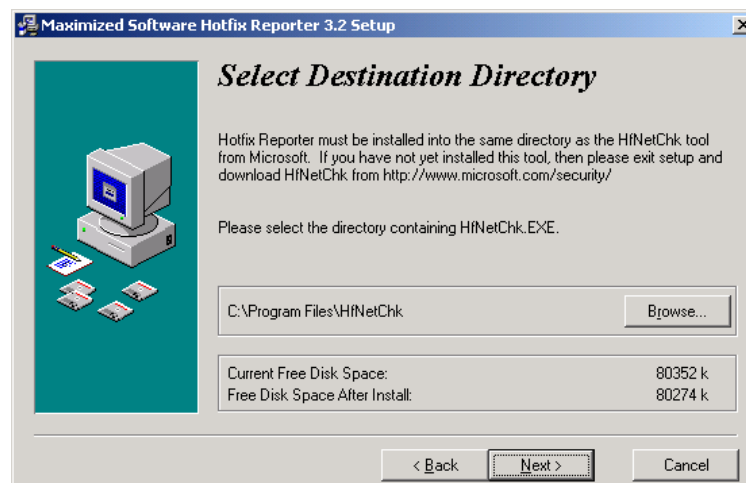 Maximized Software Hotfix Reporter 3.2 Setup
Select Destination Directory
Hotfix Reporter must be installed into the same directory as the HfNetChk tool
from Microsoft. If you have not yet installed this tool, then please exit setup and
download HfNetChk from http://www.microsoft.com/security/
Please select the directory containing HfNetChk.EXE.
C:\Program Files\HfNetChk
Browse...
Current Free Disk Space: 80352 k
Free Disk Space After Install: 80274 k
< Back Next > Cancel